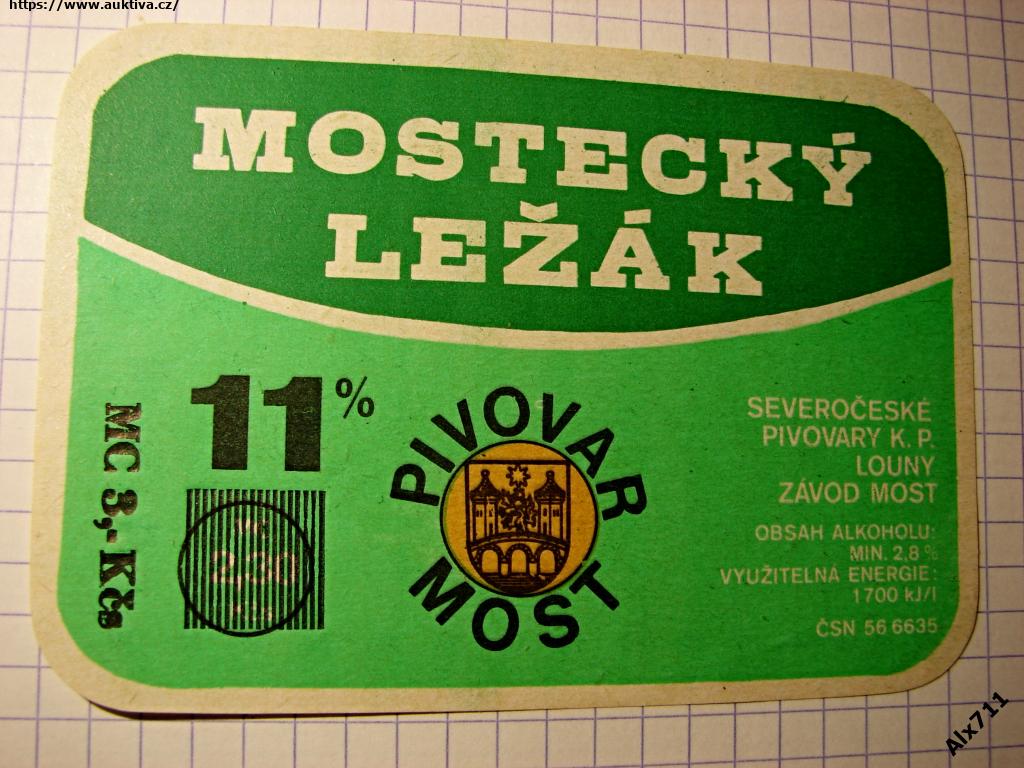 https://www.auktiva.cz/
MOSTECKÝ
LEŽÁK
11%
MC 3,- Kčs
2,30
PIVOVAR
MOST
SEVEROČESKÉ
PIVOVARY K. P.
LOUNY
ZÁVOD MOST
OBSAH ALKOHOLU:
MIN. 2,8 %
VYUŽITELNÁ ENERGIE:
1700 kJ/l
ČSN 56 6635
Alx711